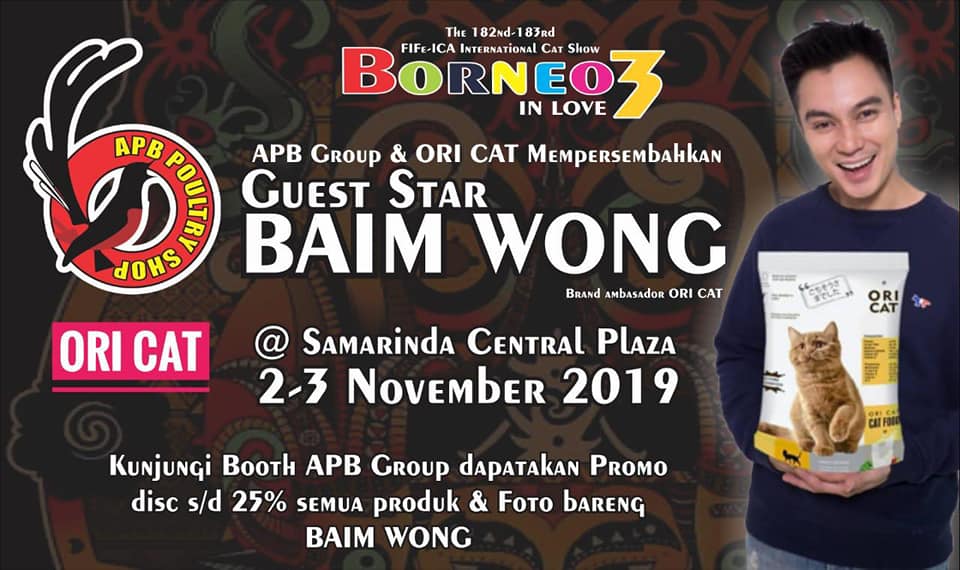 The 182nd-183rd
FIFe-ICA International Cat Show
BORNEO 3
IN LOVE
APB POULTRY SHOP
APB Group & ORI CAT Mempersembahkan
Guest Star
BAIM WONG
Brand ambasador ORI CAT
ORI CAT
@ Samarinda Central Plaza
2-3 November 2019
Kunjungi Booth APB Group dapatakan Promo
disc s/d 25% semua produk & Foto bareng
BAIM WONG
ORI
CAT
ORI CAT
CAT FOOD